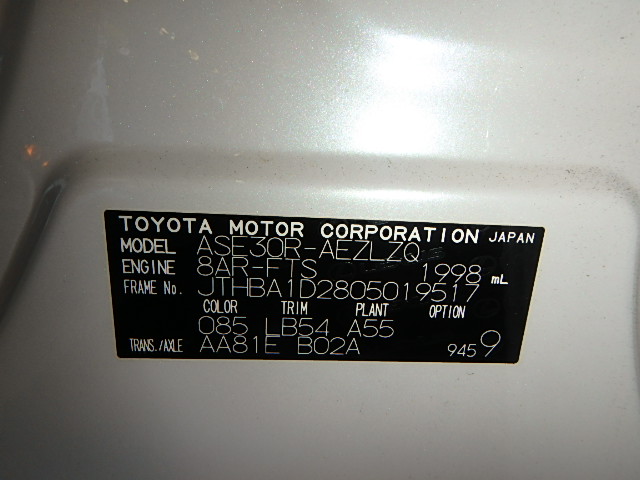 TOYOTA MOTOR CORPORATION JAPAN
MODEL ASE30R-AEZLZQ
ENGINE 8AR-FTS 1998 mL
FRAME No. JTHBA1D2805019517
COLOR TRIM PLANT OPTION
085 LB54 A55
TRANS./AXLE AA81E B02A
9459